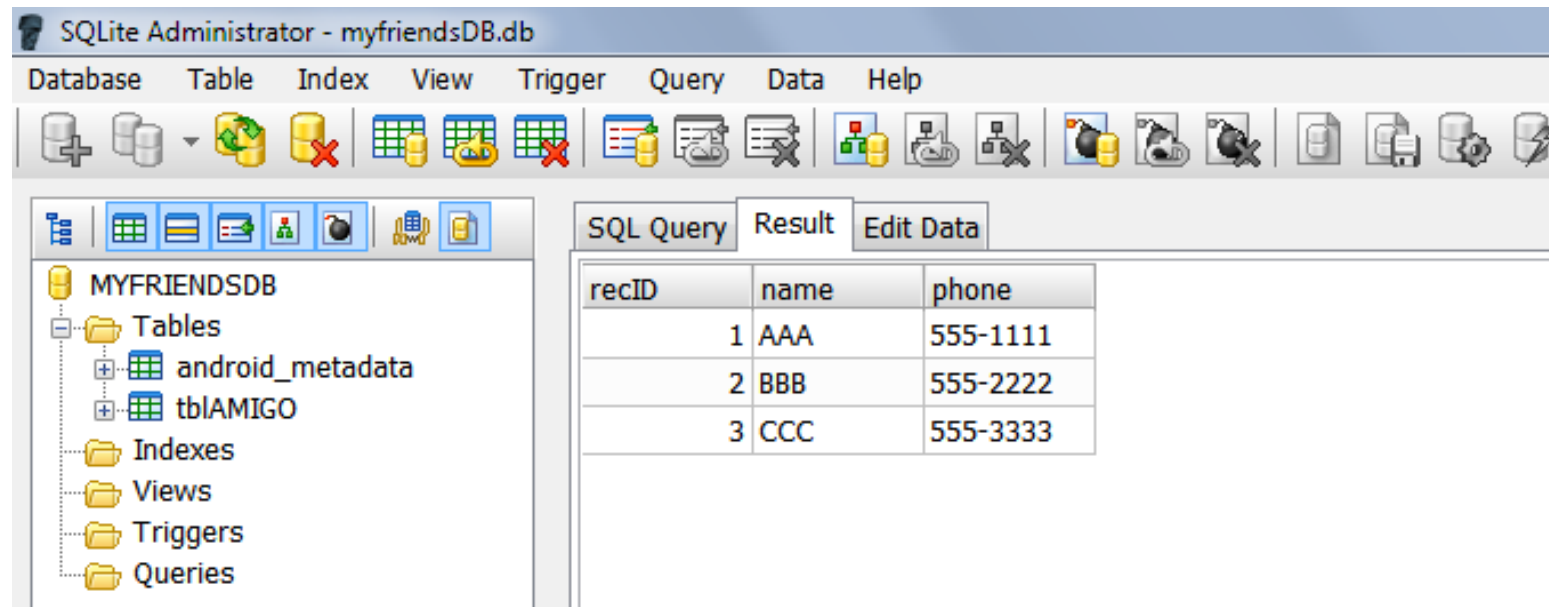 SQLite Administrator - myfriendsDB.db
Database Table Index View Trigger Query Data Help
SQL Query Result Edit Data
MYFRIENDSDB
Tables
android_metadata
tblAMIGO
Indexes
Views
Triggers
Queries
recID name phone
1 AAA 555-1111
2 BBB 555-2222
3 CCC 555-3333